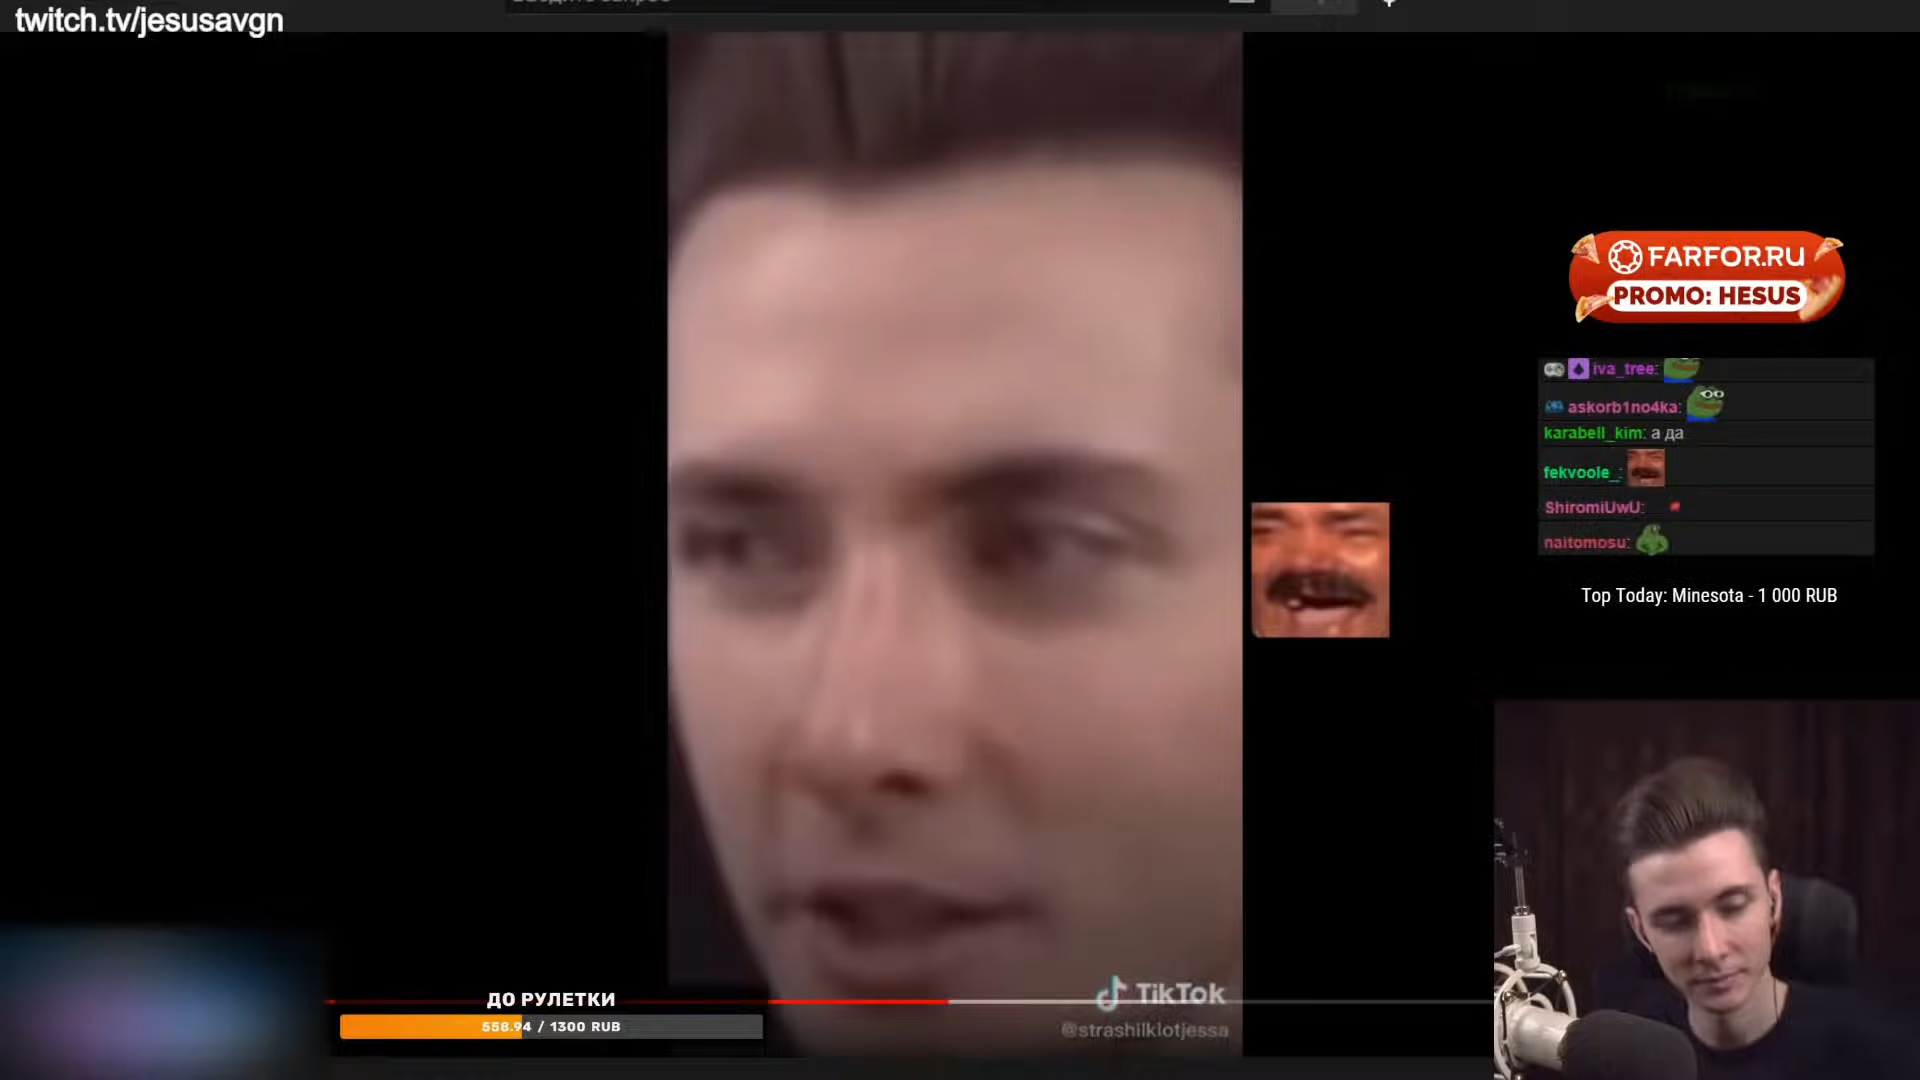 twitch.tv/jesusavgn
FARFOR.RU
PROMO: HESUS
iva_tree:
askorb1no4ka:
karabell_kim: а да
fekvoole_:
ShiromiUwU:
naitomosu:
Top Today: Minesota - 1 000 RUB
ДО РУЛЕТКИ
558.94 / 1300 RUB
TikTok
@strashilklotjessa